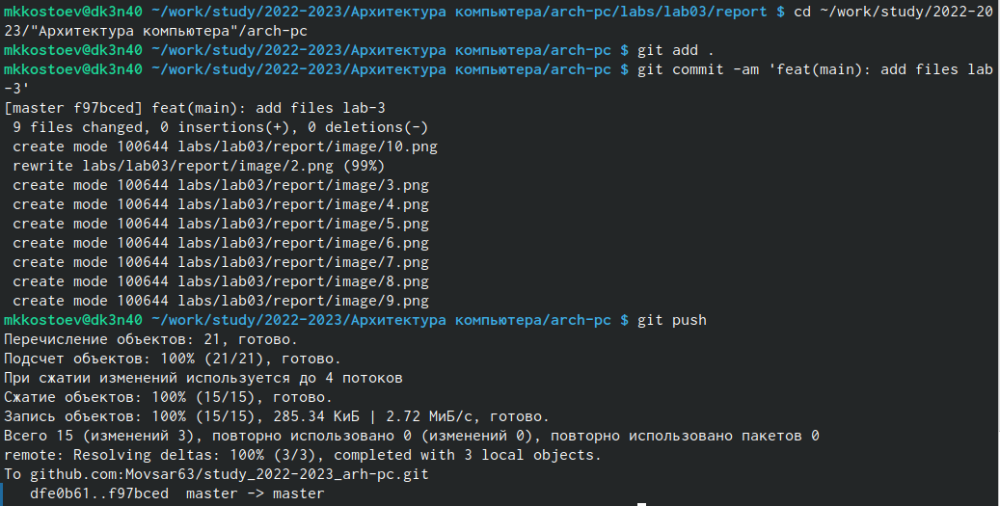 mkkostoev@dk3n40 ~/work/study/2022-2023/Архитектура компьютера/arch-pc/labs/lab03/report $ cd ~/work/study/2022-20
23/"Архитектура компьютера"/arch-pc
mkkostoev@dk3n40 ~/work/study/2022-2023/Архитектура компьютера/arch-pc $ git add .
mkkostoev@dk3n40 ~/work/study/2022-2023/Архитектура компьютера/arch-pc $ git commit -am 'feat(main): add files lab
-3'
[master f97bced] feat(main): add files lab-3
 9 files changed, 0 insertions(+), 0 deletions(-)
 create mode 100644 labs/lab03/report/image/10.png
 rewrite labs/lab03/report/image/2.png (99%)
 create mode 100644 labs/lab03/report/image/3.png
 create mode 100644 labs/lab03/report/image/4.png
 create mode 100644 labs/lab03/report/image/5.png
 create mode 100644 labs/lab03/report/image/6.png
 create mode 100644 labs/lab03/report/image/7.png
 create mode 100644 labs/lab03/report/image/8.png
 create mode 100644 labs/lab03/report/image/9.png
mkkostoev@dk3n40 ~/work/study/2022-2023/Архитектура компьютера/arch-pc $ git push
Перечисление объектов: 21, готово.
Подсчет объектов: 100% (21/21), готово.
При сжатии изменений используется до 4 потоков
Сжатие объектов: 100% (15/15), готово.
Запись объектов: 100% (15/15), 285.34 КиБ | 2.72 МиБ/с, готово.
Всего 15 (изменений 3), повторно использовано 0 (изменений 0), повторно использовано пакетов 0
remote: Resolving deltas: 100% (3/3), completed with 3 local objects.
To github.com:Movsar63/study_2022-2023_arh-pc.git
   dfe0b61..f97bced  master -> master